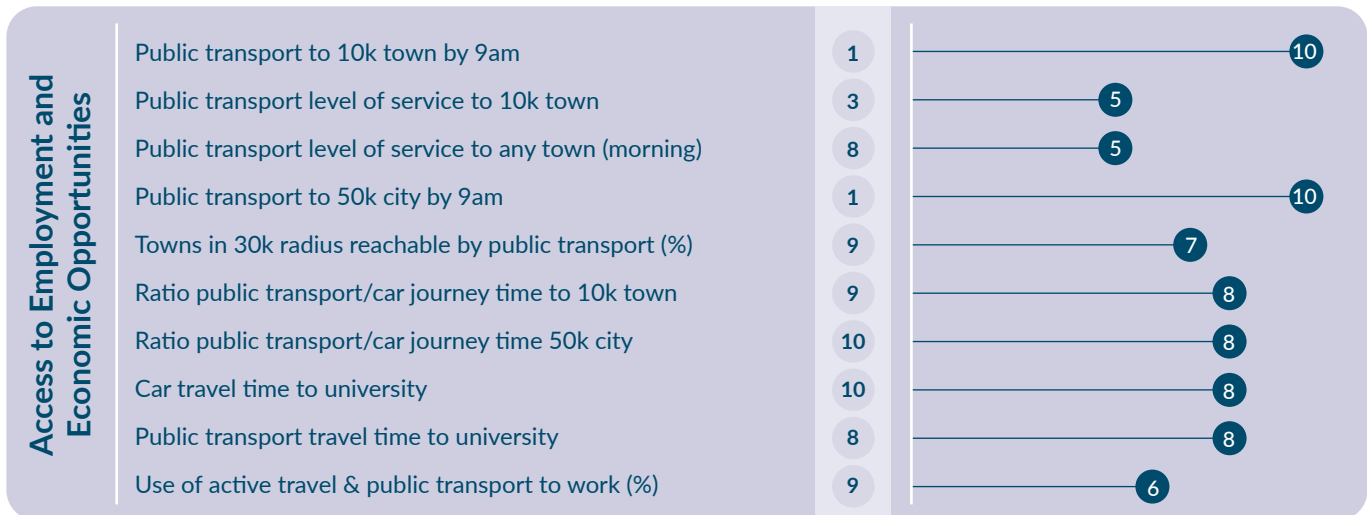 Access to Employment and
Economic Opportunities
Public transport to 10k town by 9am 1 10
Public transport level of service to 10k town 3 5
Public transport level of service to any town (morning) 8 5
Public transport to 50k city by 9am 1 10
Towns in 30k radius reachable by public transport (%) 9 7
Ratio public transport/car journey time to 10k town 9 8
Ratio public transport/car journey time 50k city 10 8
Car travel time to university 10 8
Public transport travel time to university 8 8
Use of active travel & public transport to work (%) 9 6